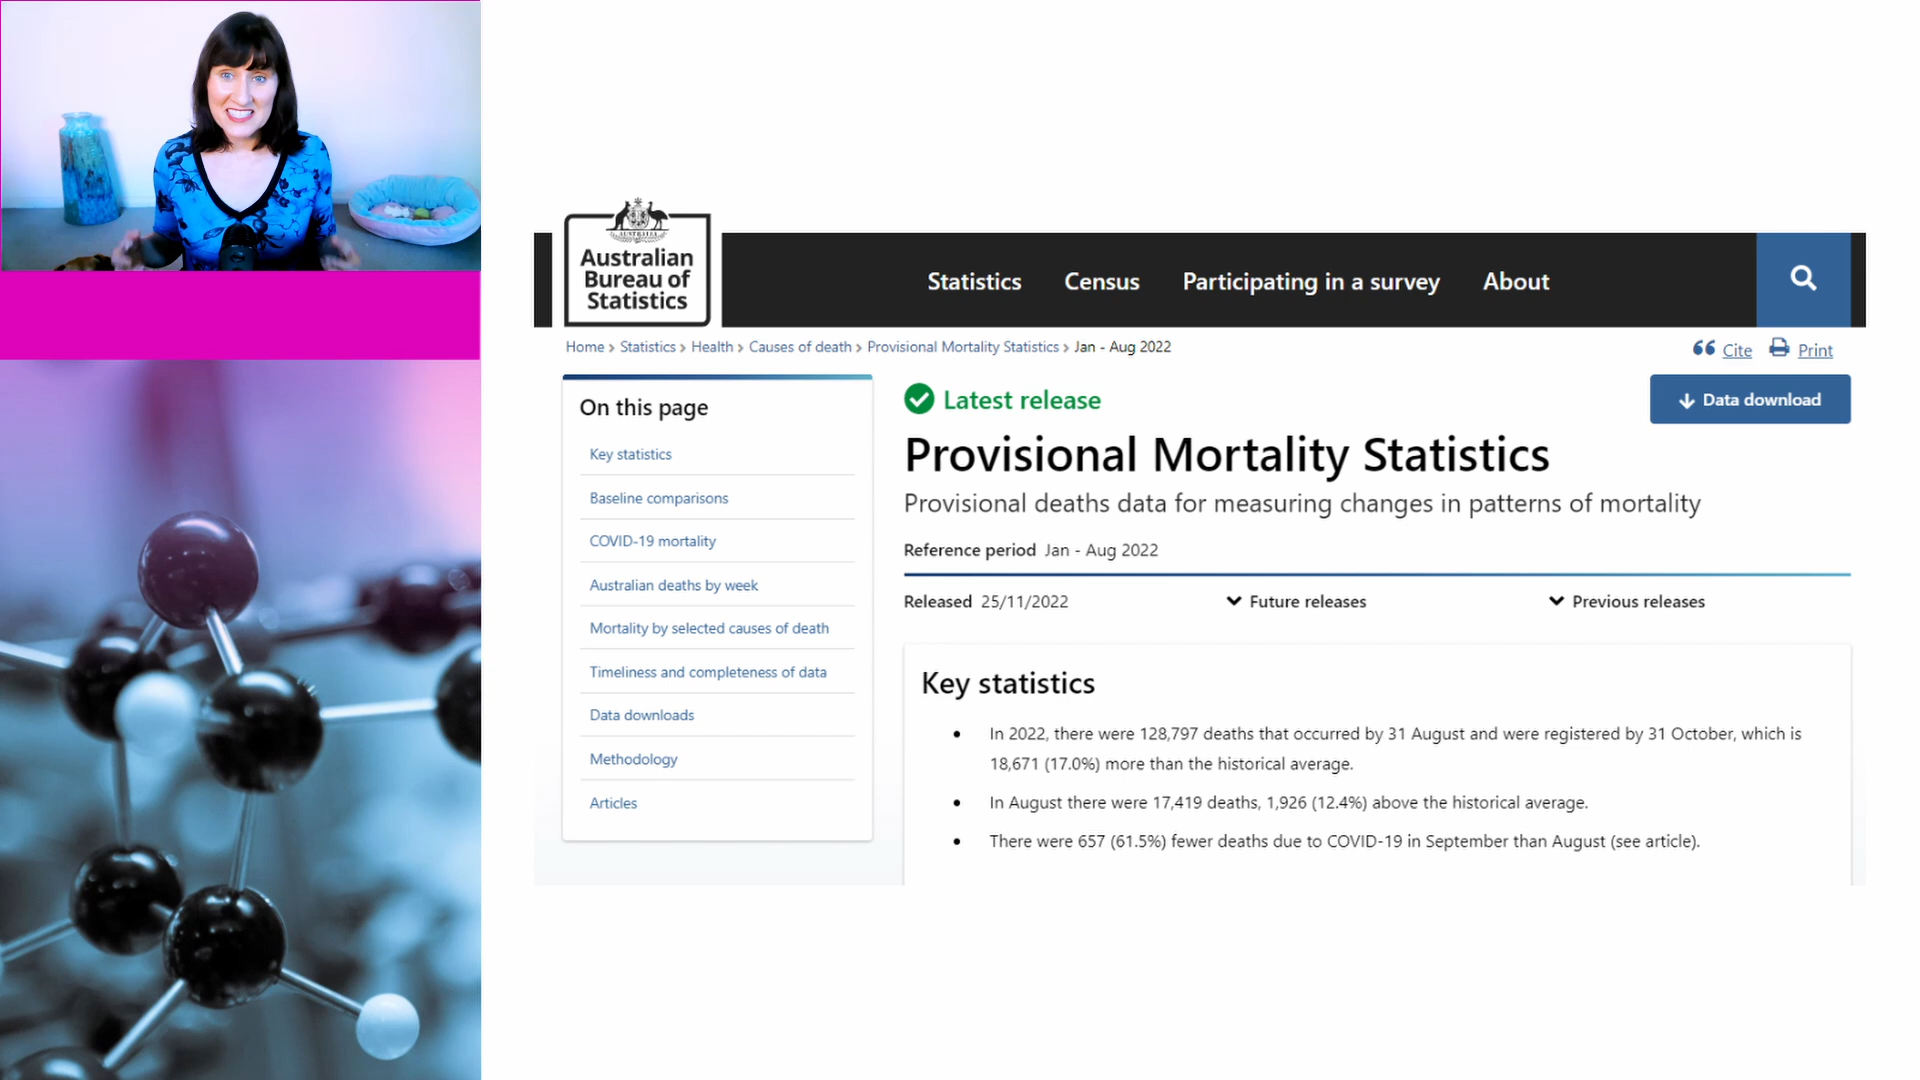 Australian
Bureau of
Statistics
Statistics
Census
Participating in a survey
About
Home › Statistics › Health › Causes of death › Provisional Mortality Statistics › Jan - Aug 2022
Cite
Print
On this page
Key statistics
Baseline comparisons
COVID-19 mortality
Australian deaths by week
Mortality by selected causes of death
Timeliness and completeness of data
Data downloads
Methodology
Articles
Latest release
Data download
Provisional Mortality Statistics
Provisional deaths data for measuring changes in patterns of mortality
Reference period Jan - Aug 2022
Released 25/11/2022
Future releases
Previous releases
Key statistics
• In 2022, there were 128,797 deaths that occurred by 31 August and were registered by 31 October, which is
18,671 (17.0%) more than the historical average.
• In August there were 17,419 deaths, 1,926 (12.4%) above the historical average.
• There were 657 (61.5%) fewer deaths due to COVID-19 in September than August (see article).